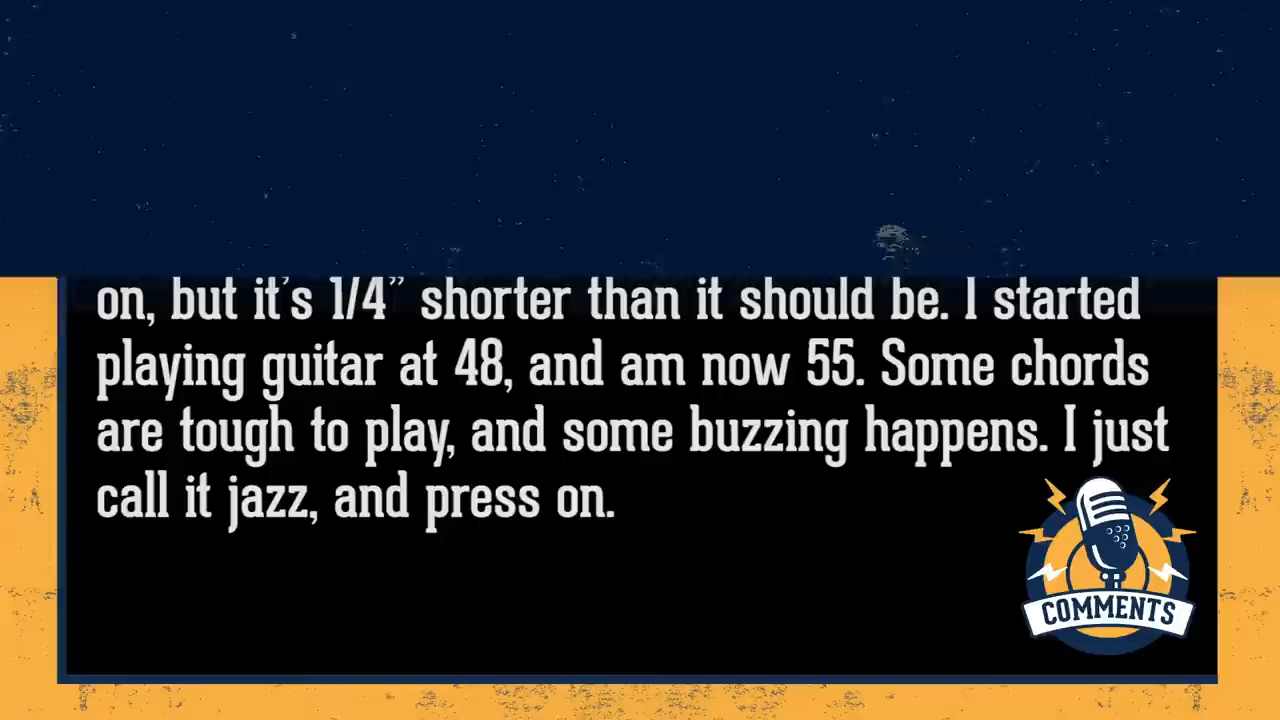 on, but it's 1/4” shorter than it should be. I started
playing guitar at 48, and am now 55. Some chords
are tough to play, and some buzzing happens. I just
call it jazz, and press on.
COMMENTS